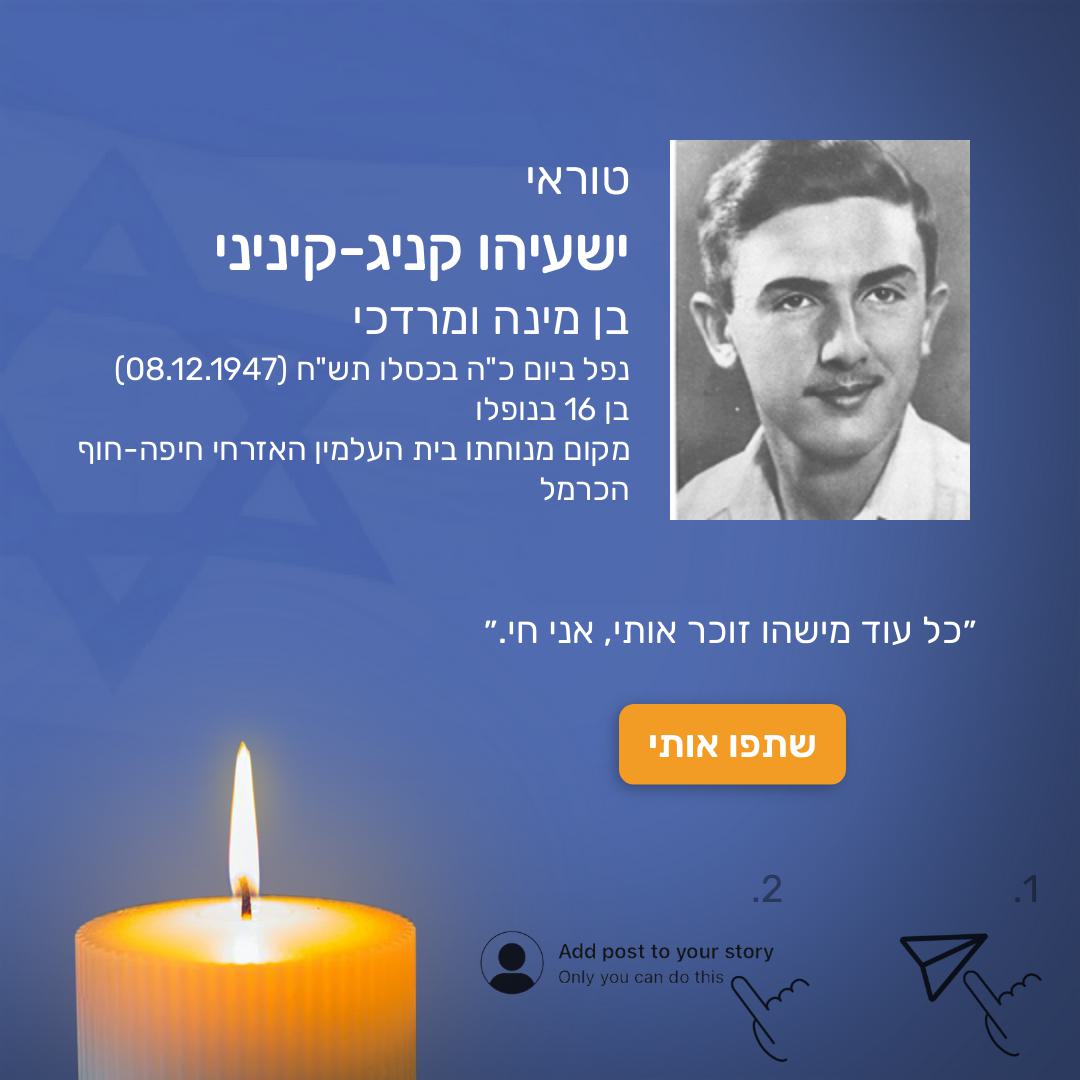 טוראי
ישעיהו קניג-קיניני
בן מינה ומרדכי
נפל ביום כ"ה בכסלו תש"ח (08.12.1947)
בן 16 בנופלו
מקום מנוחתו בית העלמין האזרחי חיפה-חוף
הכרמל
״כל עוד מישהו זוכר אותי, אני חי.״
שתפו אותי
1.
2.
Add post to your story
Only you can do this